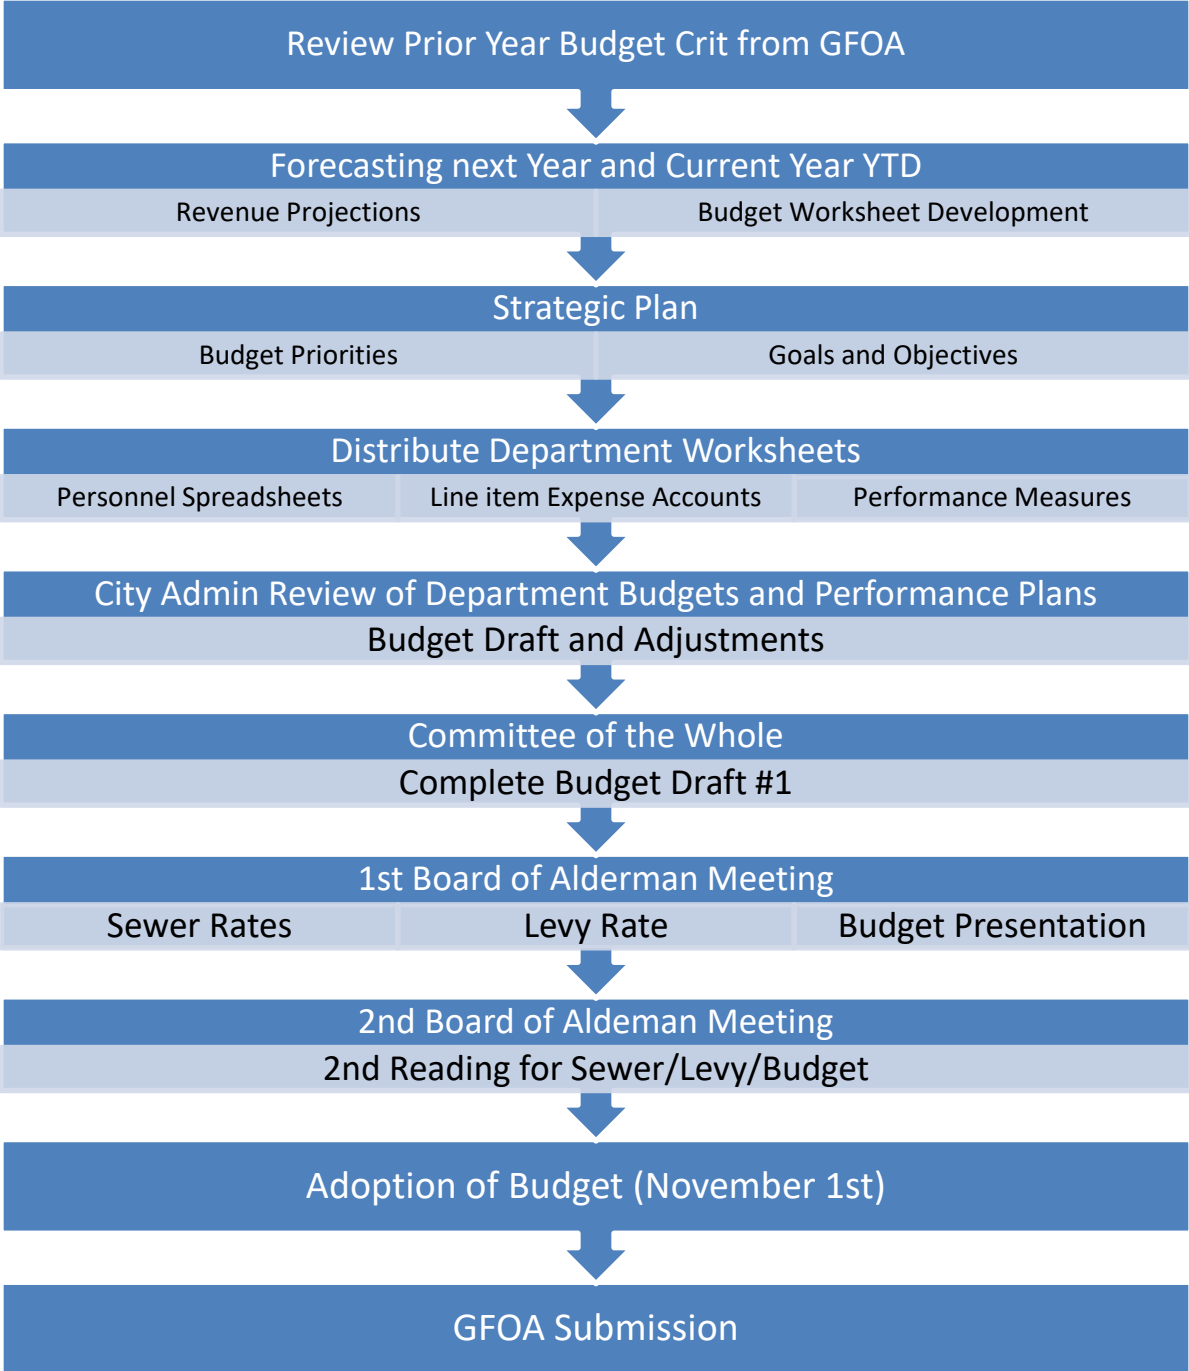 Review Prior Year Budget Crit from GFOA
Forecasting next Year and Current Year YTD
Revenue Projections
Budget Worksheet Development
Strategic Plan
Budget Priorities
Goals and Objectives
Distribute Department Worksheets
Personnel Spreadsheets
Line item Expense Accounts
Performance Measures
City Admin Review of Department Budgets and Performance Plans
Budget Draft and Adjustments
Committee of the Whole
Complete Budget Draft #1
1st Board of Alderman Meeting
Sewer Rates
Levy Rate
Budget Presentation
2nd Board of Aldeman Meeting
2nd Reading for Sewer/Levy/Budget
Adoption of Budget (November 1st)
GFOA Submission